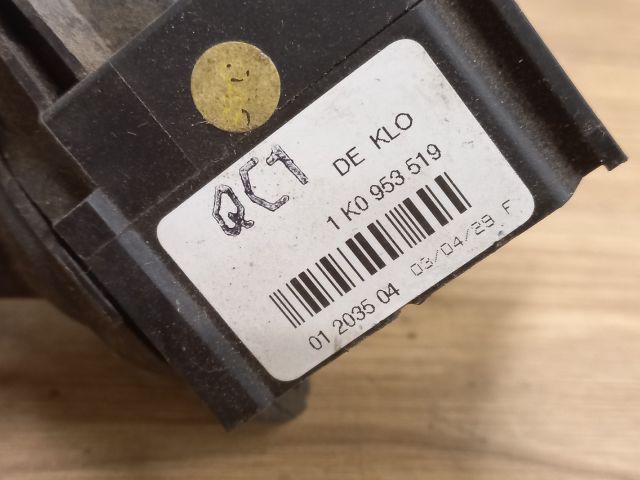 QC1
DE KLO
1 K0 953 519
01 2035 04
03/04/29 F